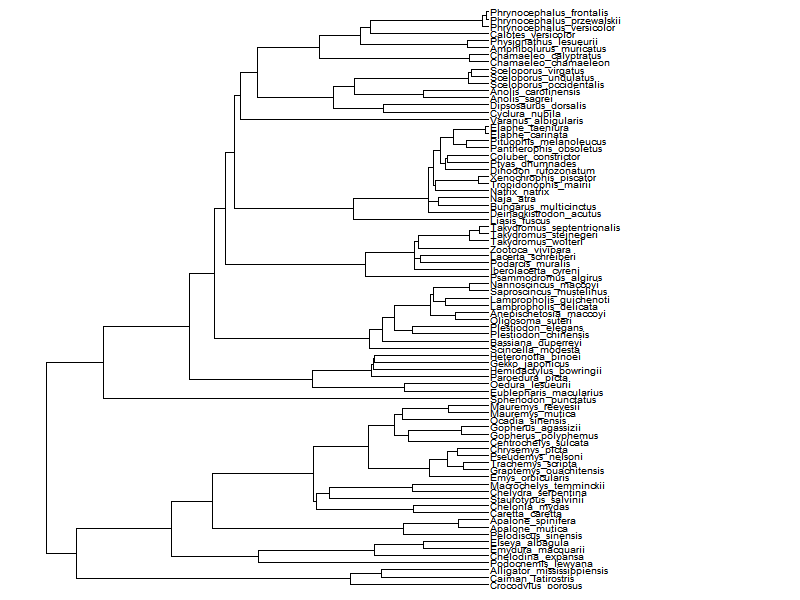 Phrynocephalus_frontalis
Phrynocephalus_przewalskii
Phrynocephalus_versicolor
Calotes_versicolor
Physignathus_lesueurii
Amphibolurus_muricatus
Chamaeleo_calyptratus
Chamaeleo_chamaeleon
Sceloporus_virgatus
Sceloporus_undulatus
Sceloporus_occidentalis
Anolis_carolinensis
Anolis_sagrei
Dipsosaurus_dorsalis
Cyclura_nubila
Varanus_albigularis
Elaphe_taeniura
Elaphe_carinata
Pituophis_melanoleucus
Pantherophis_obsoletus
Coluber_constrictor
Ptyas_dhumnades
Dinodon_rufozonatum
Xenochrophis_piscator
Tropidonophis_mairii
Natrix_natrix
Naja_atra
Bungarus_multicinctus
Deinagkistrodon_acutus
Liasis_fuscus
Takydromus_septentrionalis
Takydromus_stejnegeri
Takydromus_wolteri
Zootoca_vivipara
Lacerta_schreiberi
Podarcis_muralis
Iberolacerta_cyreni
Psammodromus_algirus
Nannoscincus_maccoyi
Saproscincus_mustelinus
Lampropholis_guichenoti
Lampropholis_delicata
Anepischetosia_maccoyi
Oligosoma_suteri
Plestiodon_elegans
Plestiodon_chinensis
Bassiana_duperreyi
Scincella_modesta
Heteronotia_binoei
Gekko_japonicus
Hemidactylus_bowringii
Paroedura_picta
Oedura_lesueurii
Eublepharis_macularius
Sphenodon_punctatus
Mauremys_reevesii
Mauremys_mutica
Ocadia_sinensis
Gopherus_agassizii
Gopherus_polyphemus
Centrochelys_sulcata
Chrysemys_picta
Pseudemys_nelsoni
Trachemys_scripta
Graptemys_ouachitensis
Emys_orbicularis
Macrochelys_temminckii
Chelydra_serpentina
Staurotypus_salvinii
Chelonia_mydas
Caretta_caretta
Apalone_spinifera
Apalone_mutica
Pelodiscus_sinensis
Elseya_albagula
Emydura_macquarii
Chelodina_expansa
Podocnemis_lewyana
Alligator_mississippiensis
Caiman_latirostris
Crocodylus_porosus